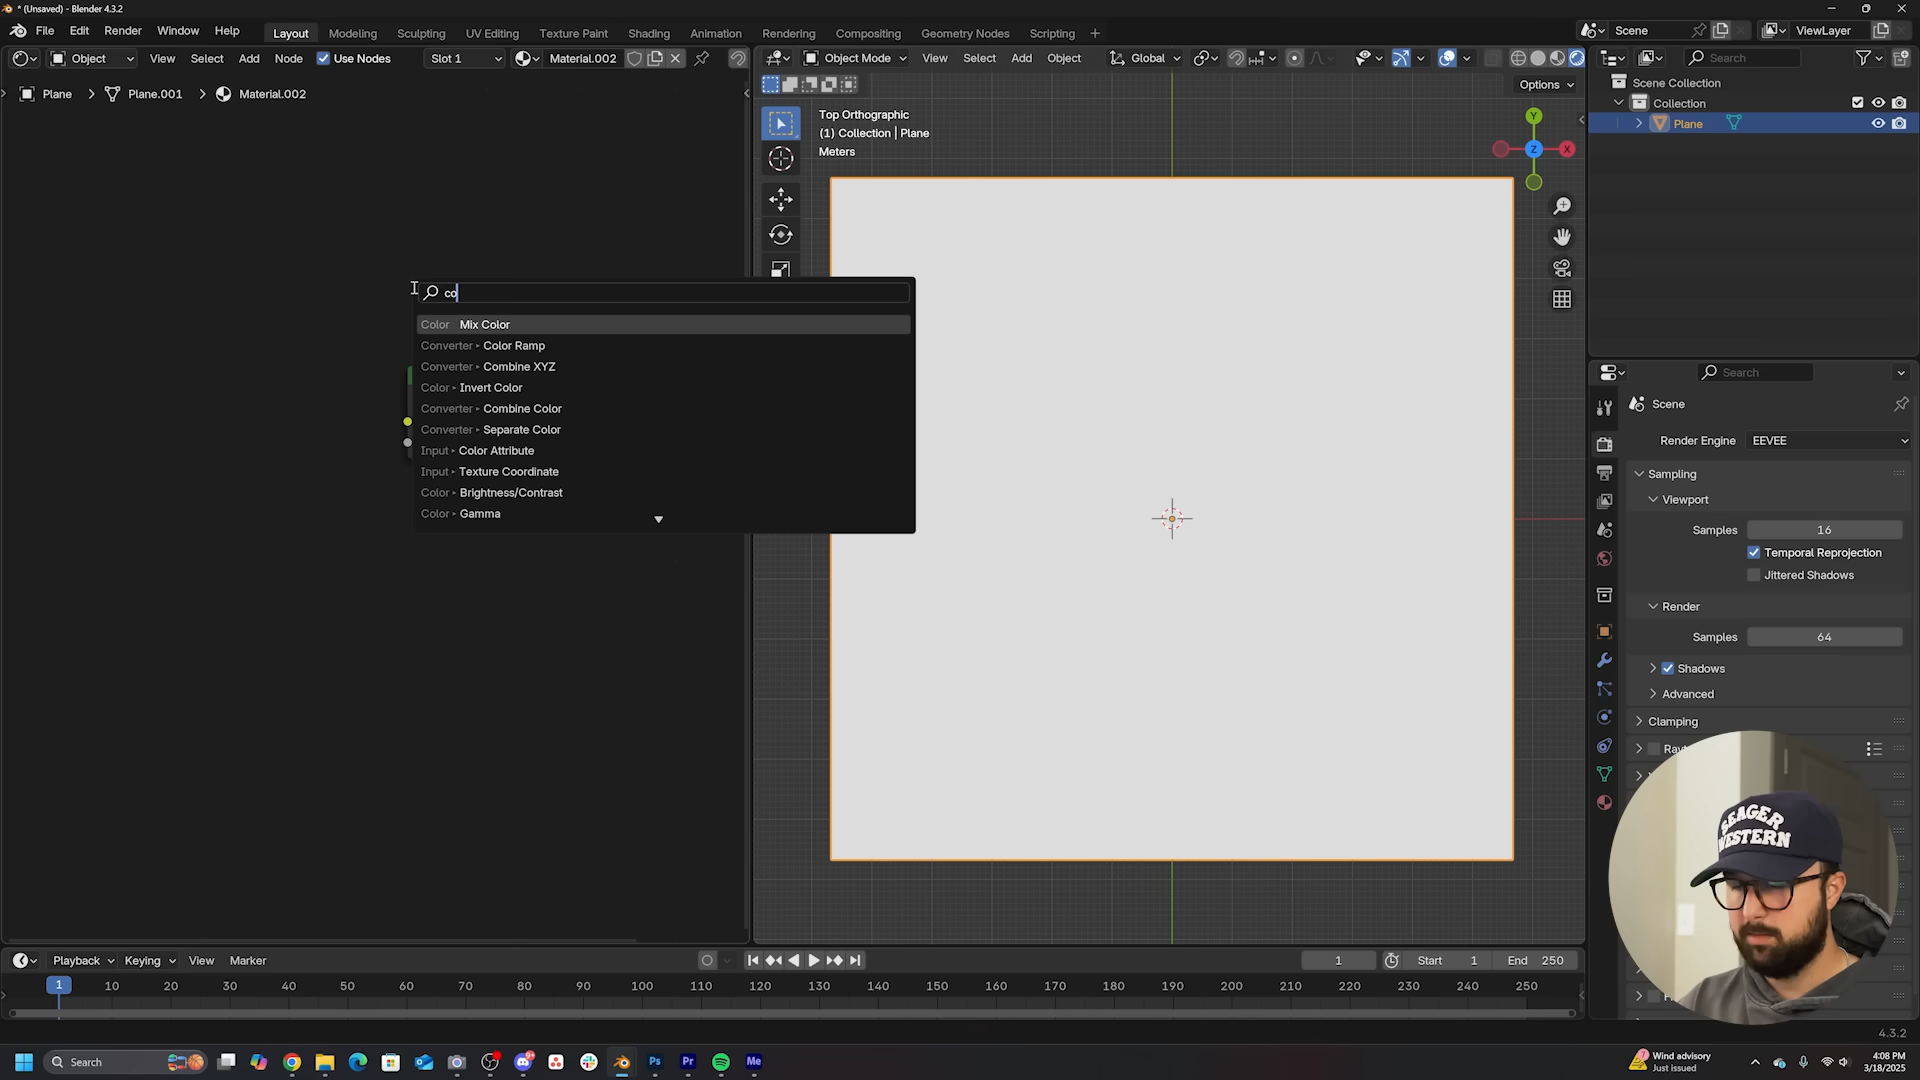 * (Unsaved) - Blender 4.3.2
File Edit Render Window Help
Layout Modeling Sculpting UV Editing Texture Paint Shading Animation Rendering Compositing Geometry Nodes Scripting +
Scene
ViewLayer
Object View Select Add Node Use Nodes Slot 1 Material.002
Object Mode View Select Add Object Global
Search
Plane > Plane.001 > Material.002
Options
Top Orthographic
(1) Collection | Plane
Meters
Y
Z
X
Scene Collection
Collection
Plane
co
Color Mix Color
Converter Color Ramp
Converter Combine XYZ
Color Invert Color
Converter Combine Color
Converter Separate Color
Input Color Attribute
Input Texture Coordinate
Color Brightness/Contrast
Color Gamma
Search
Scene
Render Engine EEVEE
Sampling
Viewport
Samples 16
Temporal Reprojection
Jittered Shadows
Render
Samples 64
Shadows
Advanced
Clamping
SEAGER
WESTERN
Playback Keying View Marker
1 Start 1 End 250
1 10 20 30 40 50 60 70 80 90 100 110 120 130 140 150 160 170 180 190 200 210 220 230 240 250
4.3.2
Search
Ps Pr Me
Wind advisory
Just issued
4:08 PM
3/18/2025